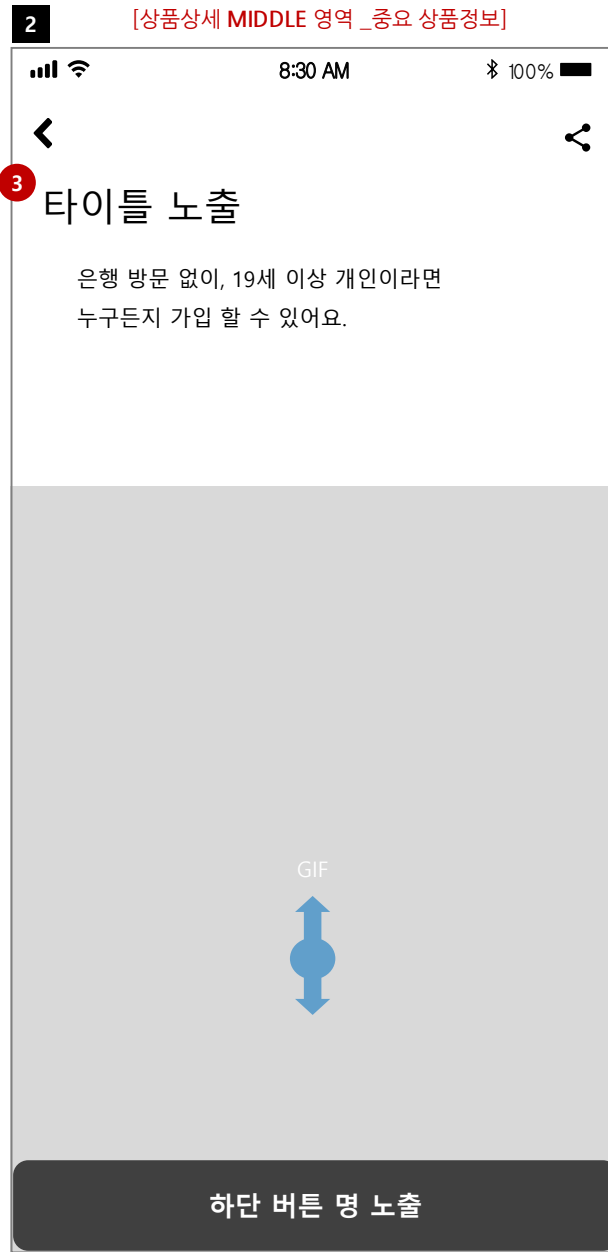 2
[상품상세 MIDDLE 영역 _중요 상품정보]
8:30 AM
100%
3
타이틀 노출
은행 방문 없이, 19세 이상 개인이라면
누구든지 가입 할 수 있어요.
GIF
하단 버튼 명 노출